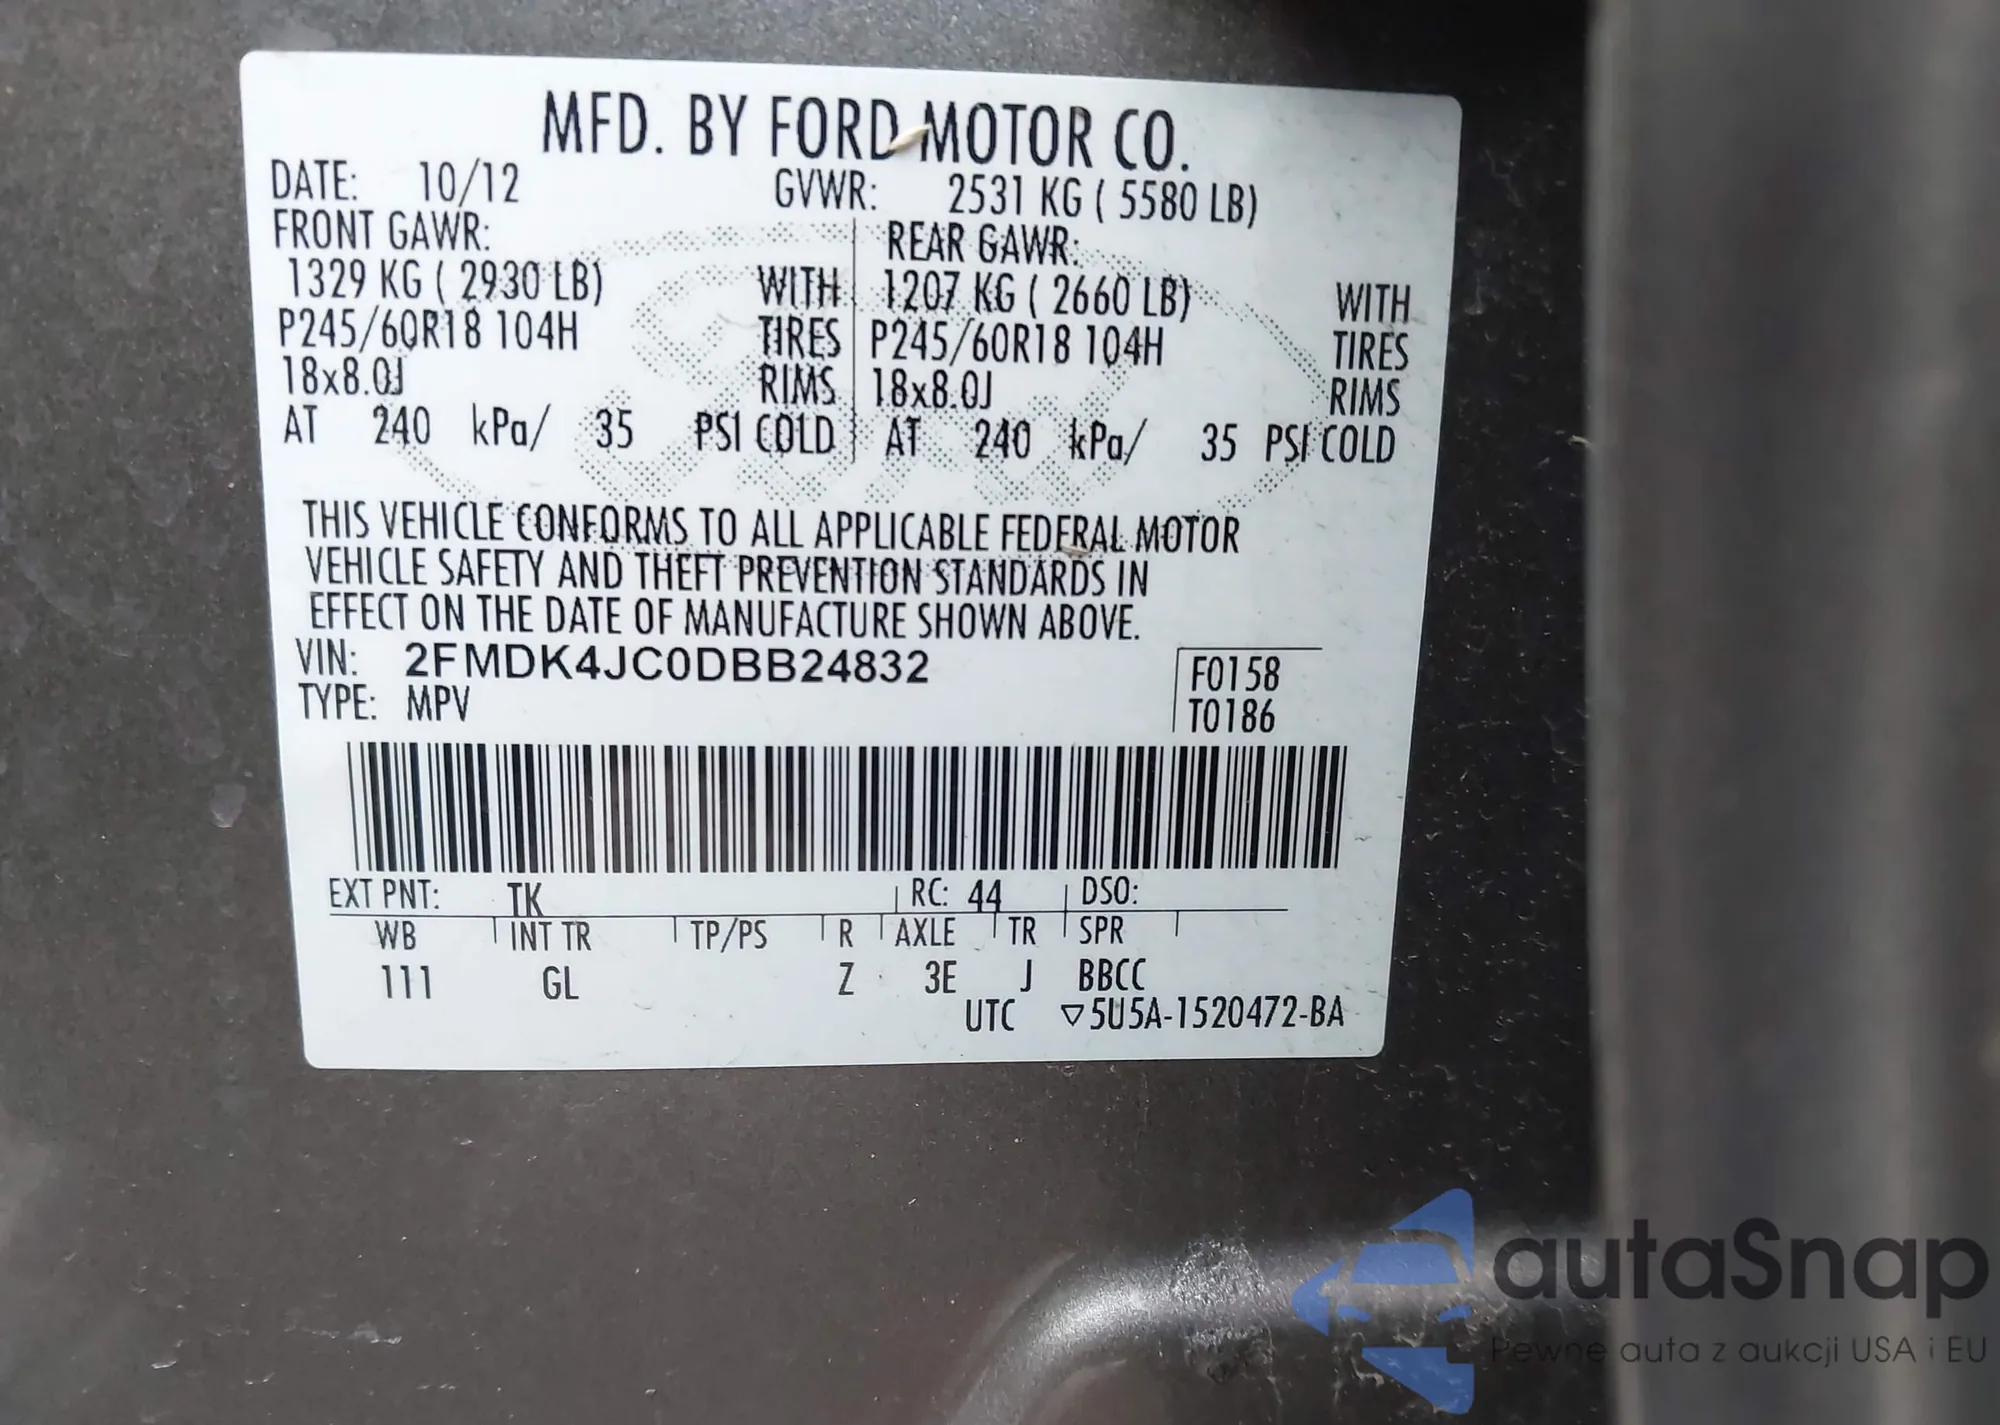 MFD. BY FORD MOTOR CO.
DATE: 10/12 GVWR: 2531 KG ( 5580 LB)
FRONT GAWR: REAR GAWR:
1329 KG ( 2930 LB) WITH 1207 KG ( 2660 LB) WITH
P245/60R18 104H TIRES P245/60R18 104H TIRES
18x8.0J RIMS 18x8.0J RIMS
AT 240 kPa/ 35 PSI COLD AT 240 kPa/ 35 PSI COLD
THIS VEHICLE CONFORMS TO ALL APPLICABLE FEDERAL MOTOR
VEHICLE SAFETY AND THEFT PREVENTION STANDARDS IN
EFFECT ON THE DATE OF MANUFACTURE SHOWN ABOVE.
VIN: 2FMDK4JC0DBB24832 F0158
TYPE: MPV T0186
EXT PNT: TK RC: 44 DSO:
WB INT TR TP/PS R AXLE TR SPR
111 GL Z 3E J BBCC
UTC ▽5U5A-1520472-BA
autaSnap
Pewne auta z aukcji USA i EU